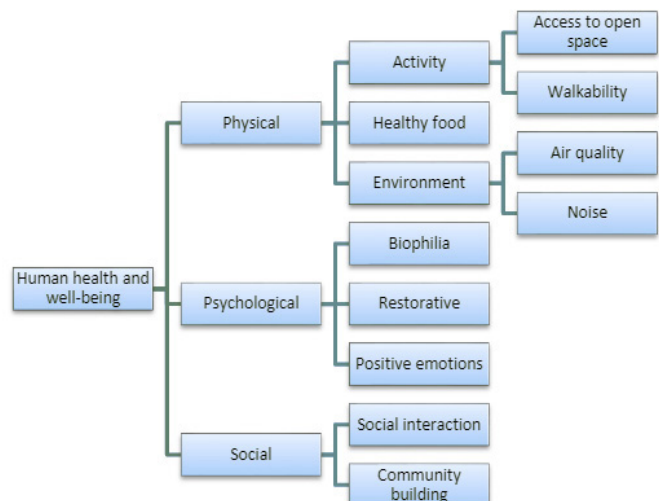 Access to open
space
Activity
Walkability
Physical
Healthy food
Air quality
Environment
Noise
Biophilia
Human health and
well-being
Psychological
Restorative
Positive emotions
Social interaction
Social
Community
building